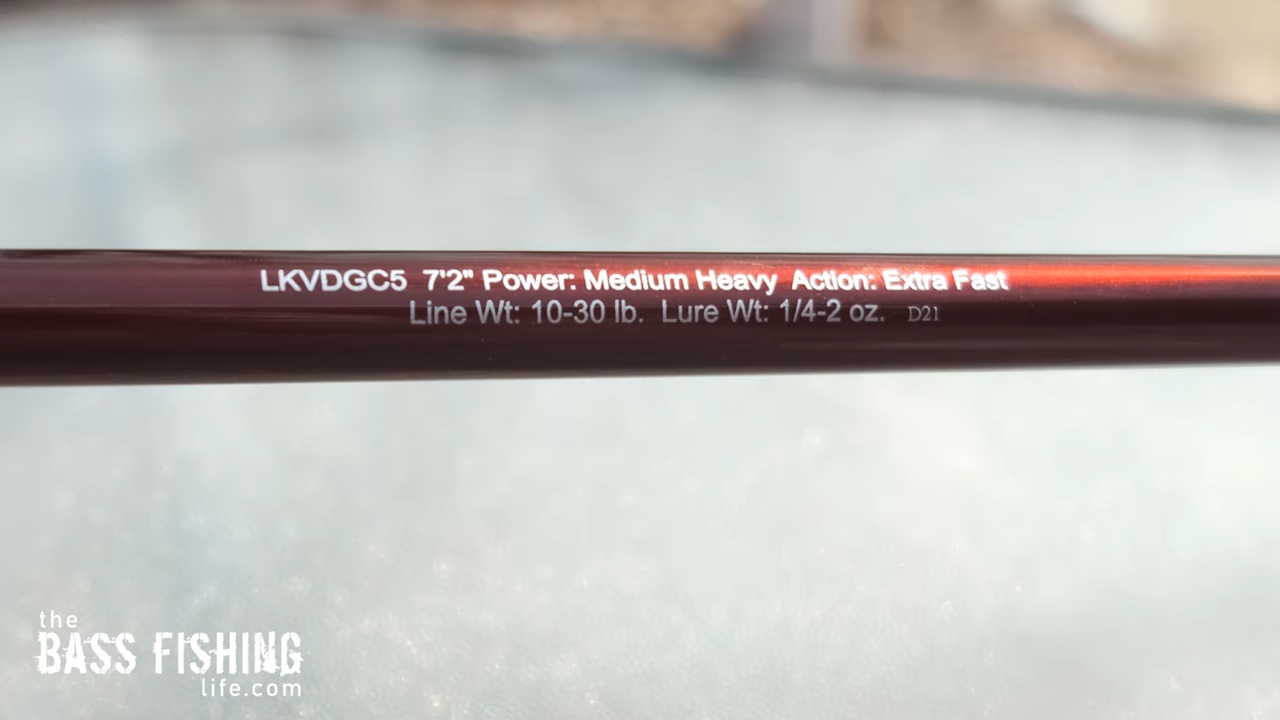 LKVDGC5 7'2" Power: Medium Heavy Action: Extra Fast
Line Wt: 10-30 lb. Lure Wt: 1/4-2 oz. D21
the
BASS FISHING
life.com